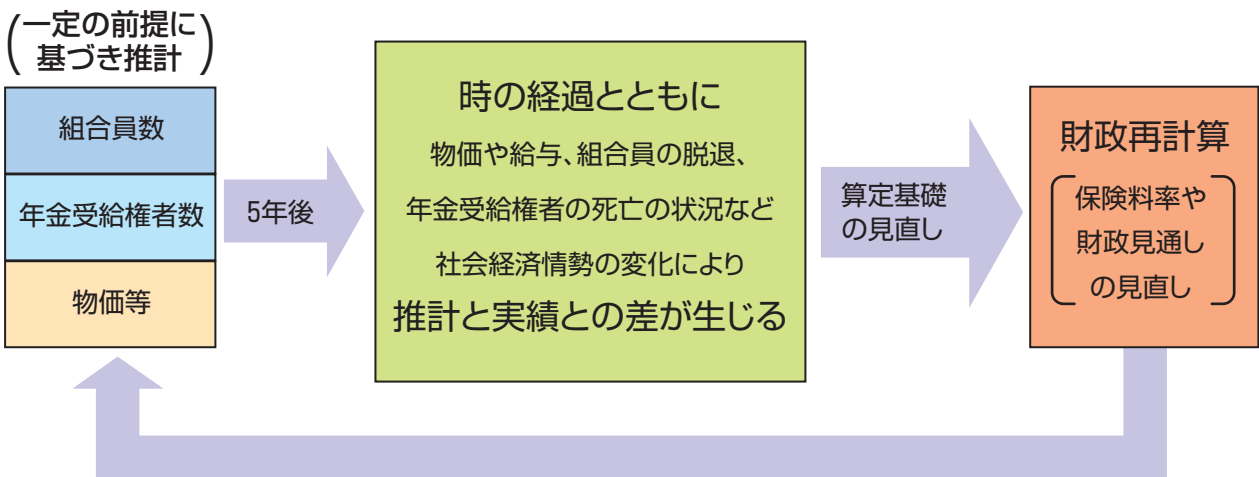 (一定の前提に
基づき推計)
組合員数
年金受給権者数
物価等
5年後
時の経過とともに
物価や給与、組合員の脱退、
年金受給権者の死亡の状況など
社会経済情勢の変化により
推計と実績との差が生じる
算定基礎
の見直し
財政再計算
[保険料率や
財政見通し
の見直し]